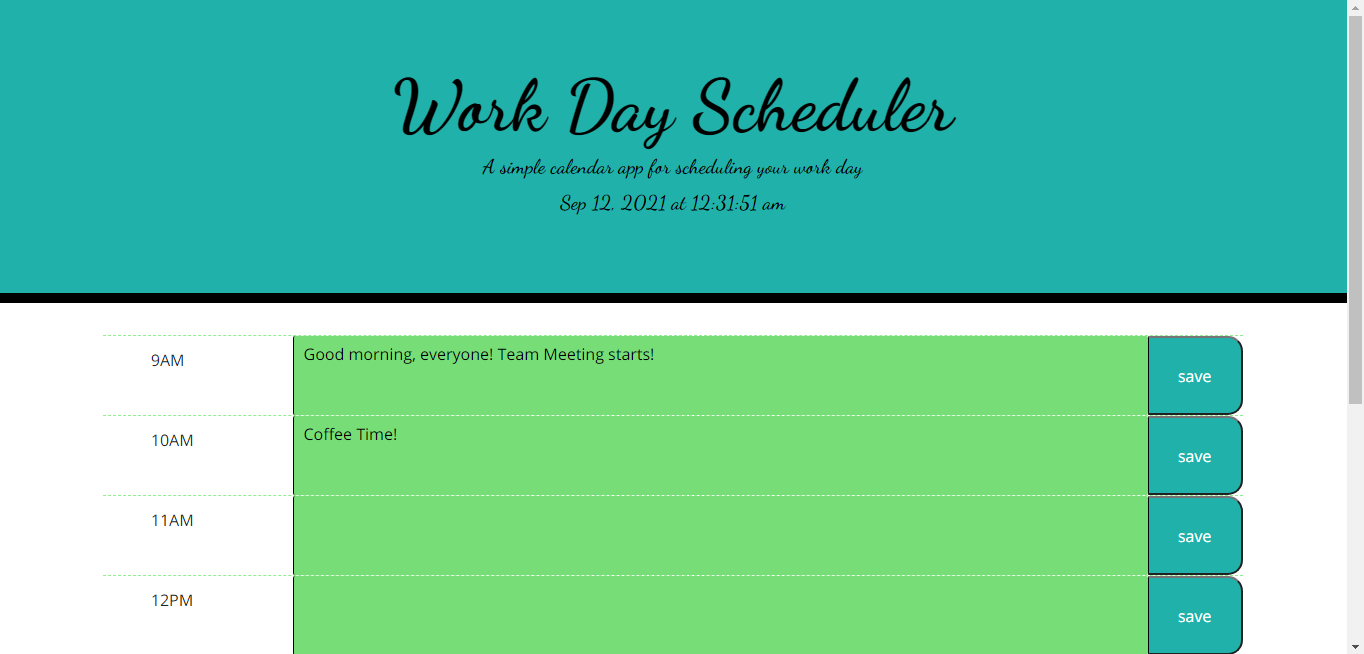 Work Day Scheduler
A simple calendar app for scheduling your work day
Sep 12, 2021 at 12:31:51 am
9AM
Good morning, everyone! Team Meeting starts!
save
10AM
Coffee Time!
save
11AM
save
12PM
save